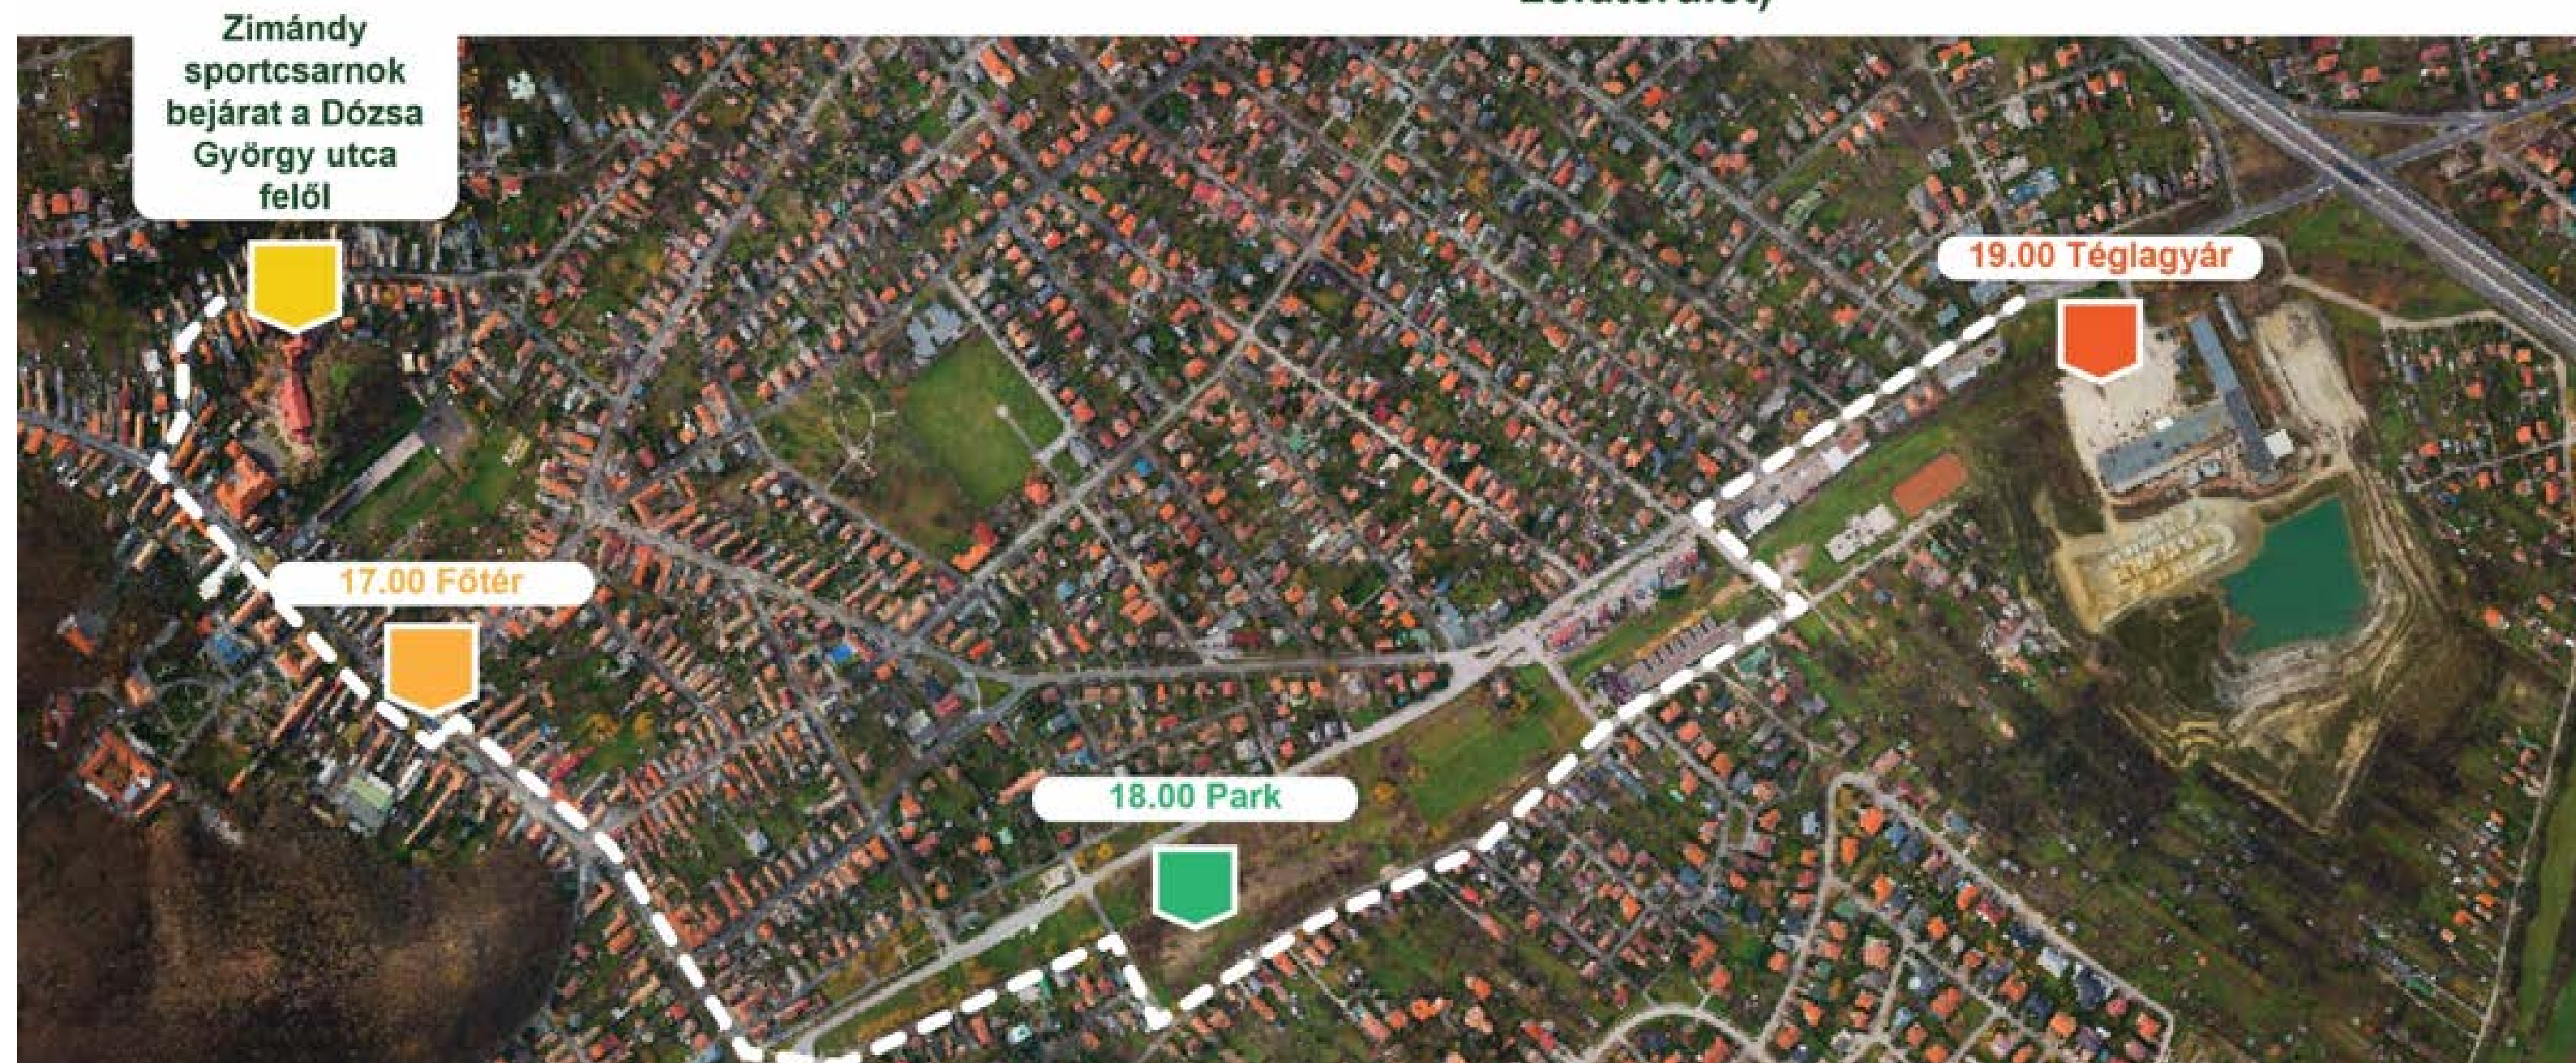 Zimándy
sportcsarnok
bejárat a Dózsa
György utca
felől
19.00 Téglagyár
17.00 Főtér
18.00 Park